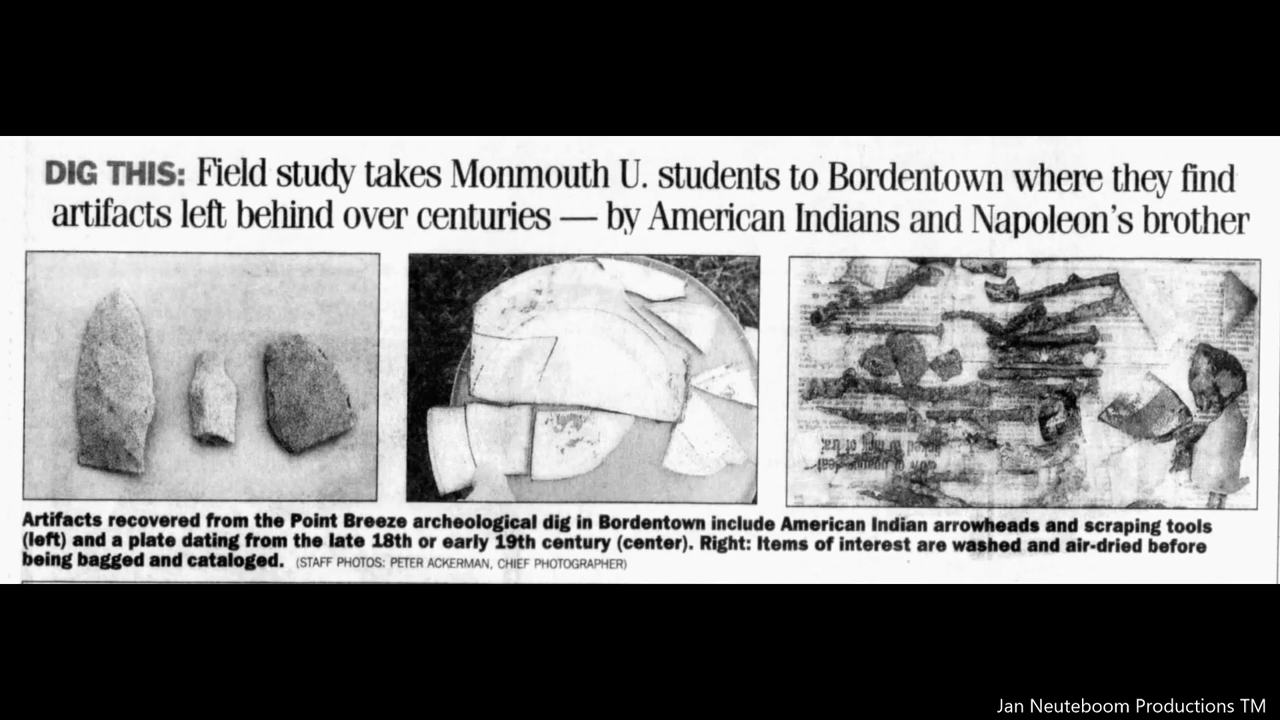 DIG THIS: Field study takes Monmouth U. students to Bordentown where they find
artifacts left behind over centuries — by American Indians and Napoleon's brother
Artifacts recovered from the Point Breeze archeological dig in Bordentown include American Indian arrowheads and scraping tools
(left) and a plate dating from the late 18th or early 19th century (center). Right: Items of interest are washed and air-dried before
being bagged and cataloged. (STAFF PHOTOS: PETER ACKERMAN, CHIEF PHOTOGRAPHER)
Jan Neuteboom Productions TM